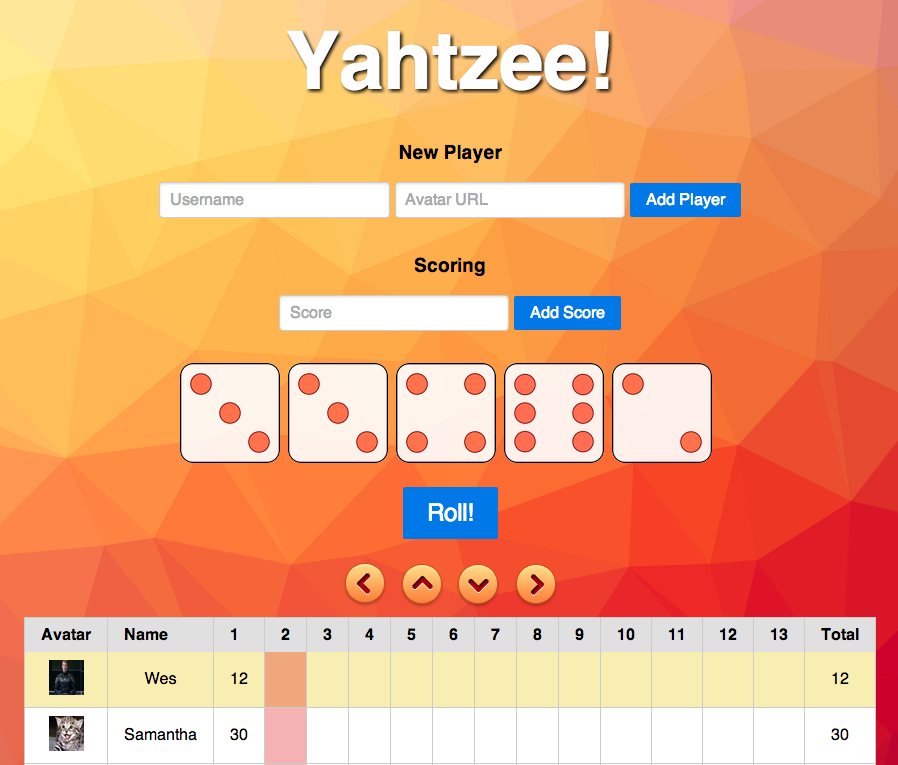 Yahtzee!
New Player
Username Avatar URL Add Player
Scoring
Score Add Score
Roll!
Avatar Name 1 2 3 4 5 6 7 8 9 10 11 12 13 Total
Wes 12 12
Samantha 30 30